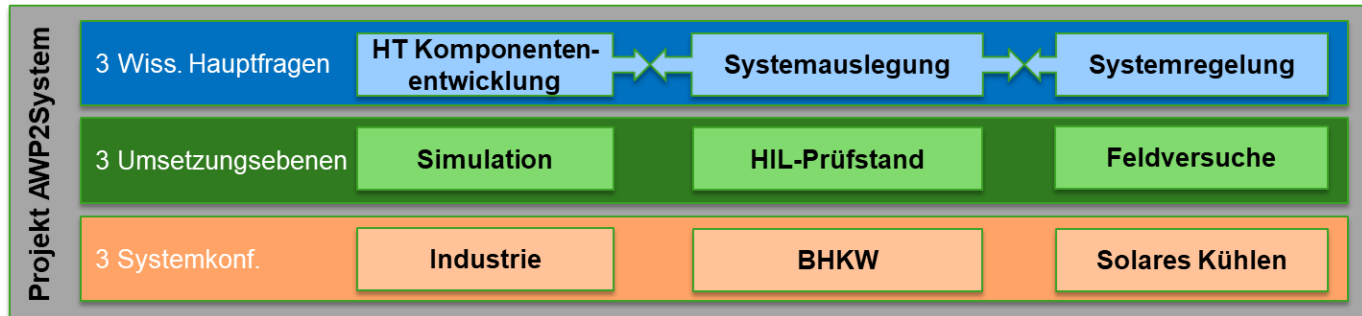 Projekt AWP2System
3 Wiss. Hauptfragen
HT Komponenten-
entwicklung
Systemauslegung
Systemregelung
3 Umsetzungsebenen
Simulation
HIL-Prüfstand
Feldversuche
3 Systemkonf.
Industrie
BHKW
Solares Kühlen